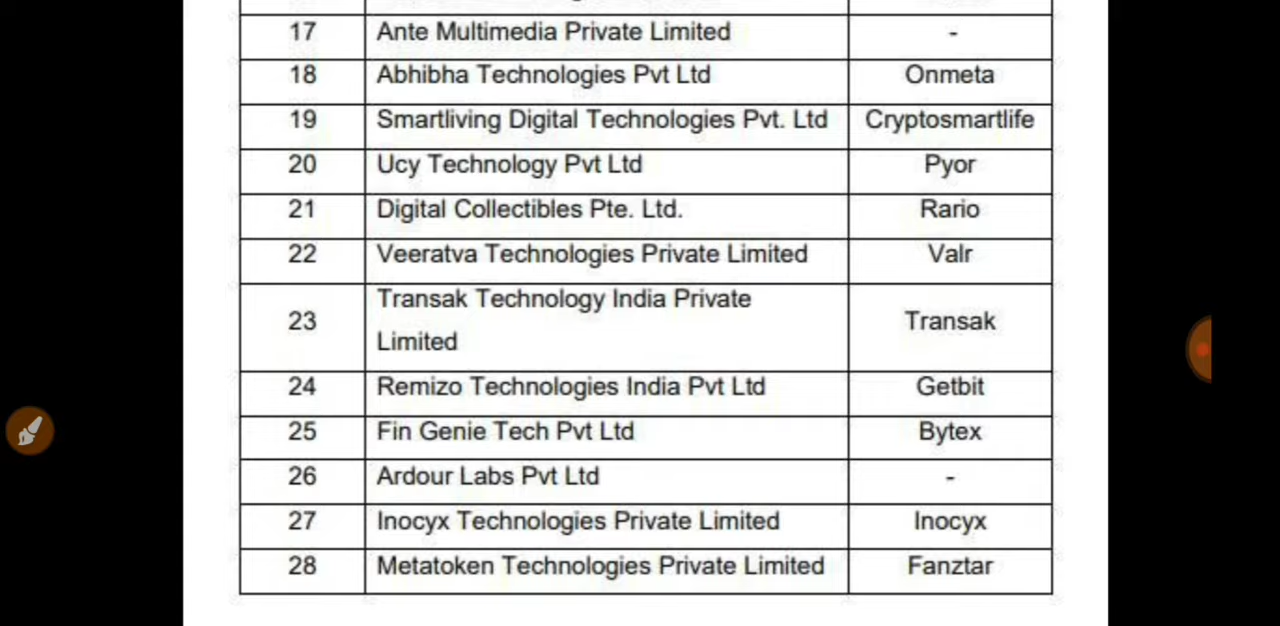 17 Ante Multimedia Private Limited -
18 Abhibha Technologies Pvt Ltd Onmeta
19 Smartliving Digital Technologies Pvt. Ltd Cryptosmartlife
20 Ucy Technology Pvt Ltd Pyor
21 Digital Collectibles Pte. Ltd. Rario
22 Veeratva Technologies Private Limited Valr
23 Transak Technology India Private Limited Transak
24 Remizo Technologies India Pvt Ltd Getbit
25 Fin Genie Tech Pvt Ltd Bytex
26 Ardour Labs Pvt Ltd -
27 Inocyx Technologies Private Limited Inocyx
28 Metatoken Technologies Private Limited Fanztar